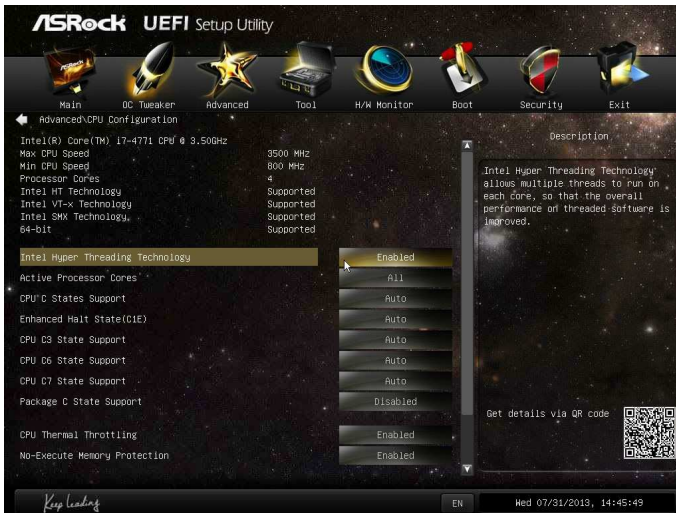 ASRock UEFI Setup Utility
ASRock
Main OC Tweaker Advanced Tool H/W Monitor Boot Security Exit
Advanced\CPU Configuration
Intel(R) Core(TM) i7-4771 CPU @ 3.50GHz
Max CPU Speed 3500 MHz
Min CPU Speed 800 MHz
Processor Cores 4
Intel HT Technology Supported
Intel VT-x Technology Supported
Intel SMX Technology Supported
64-bit Supported
Intel Hyper Threading Technology Enabled
Active Processor Cores All
CPU C States Support Auto
Enhanced Halt State(C1E) Auto
CPU C3 State Support Auto
CPU C6 State Support Auto
CPU C7 State Support Auto
Package C State Support Disabled
CPU Thermal Throttling Enabled
No-Execute Memory Protection Enabled
Description
Intel Hyper Threading Technology
allows multiple threads to run on
each core, so that the overall
performance on threaded software is
improved.
Get details via QR code
Keep Leading
EN
Wed 07/31/2013, 14:45:49